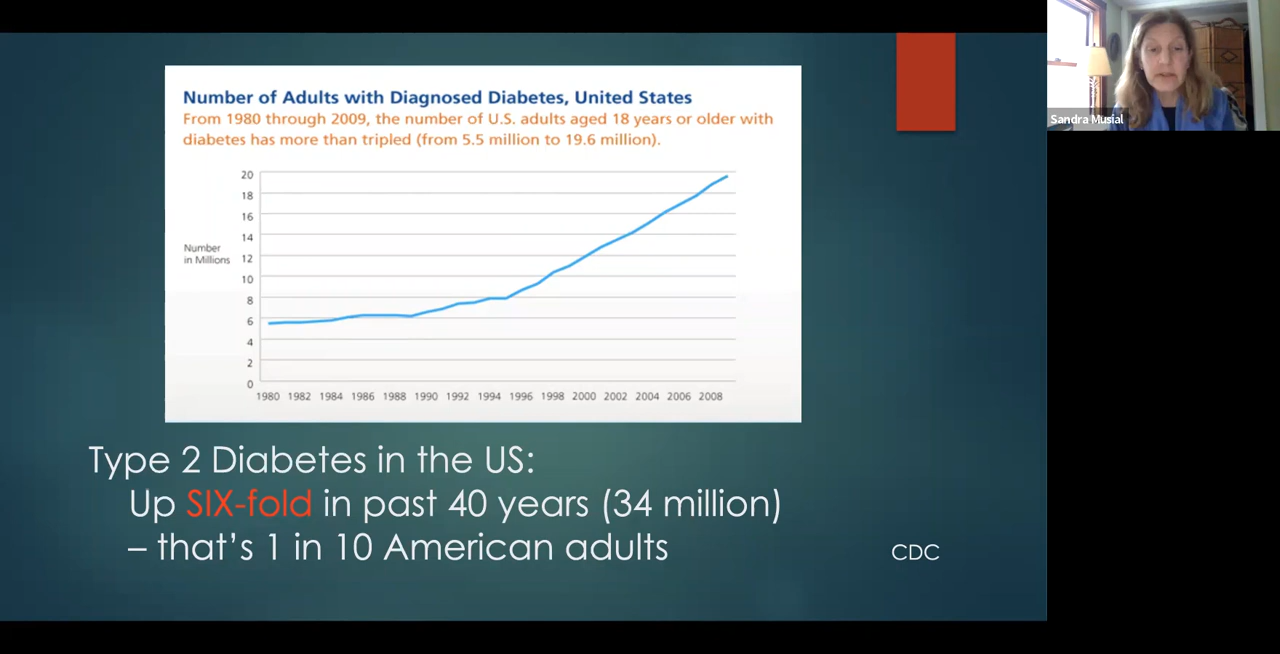 Number of Adults with Diagnosed Diabetes, United States
From 1980 through 2009, the number of U.S. adults aged 18 years or older with
diabetes has more than tripled (from 5.5 million to 19.6 million).
20
18
16
14
Number
in Millions
12
10
8
6
4
2
0
1980 1982 1984 1986 1988 1990 1992 1994 1996 1998 2000 2002 2004 2006 2008
Type 2 Diabetes in the US:
Up SIX-fold in past 40 years (34 million)
– that’s 1 in 10 American adults
CDC
Sandra Musial